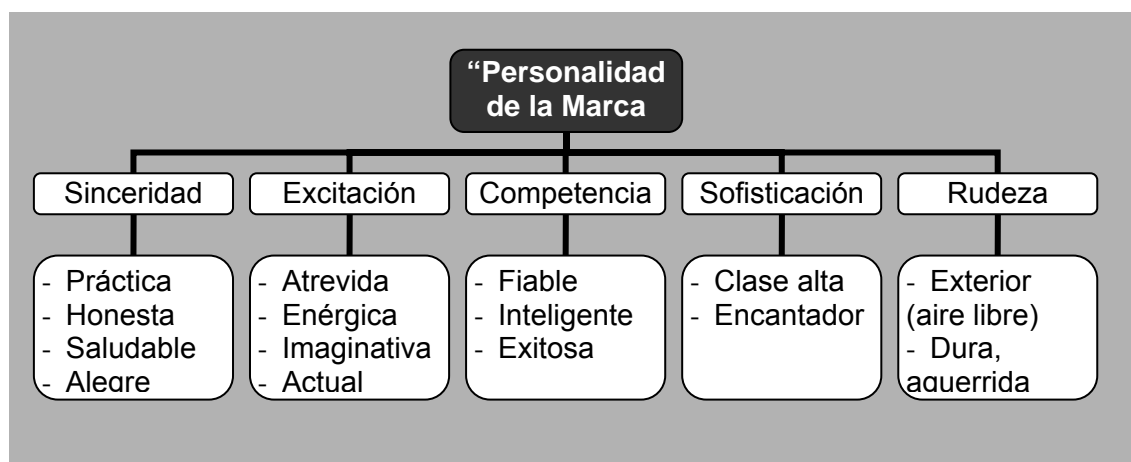 “Personalidad
de la Marca
Sinceridad
Excitación
Competencia
Sofisticación
Rudeza
- Práctica
- Honesta
- Saludable
- Alegre
- Atrevida
- Enérgica
- Imaginativa
- Actual
- Fiable
- Inteligente
- Exitosa
- Clase alta
- Encantador
- Exterior
(aire libre)
- Dura,
aguerrida